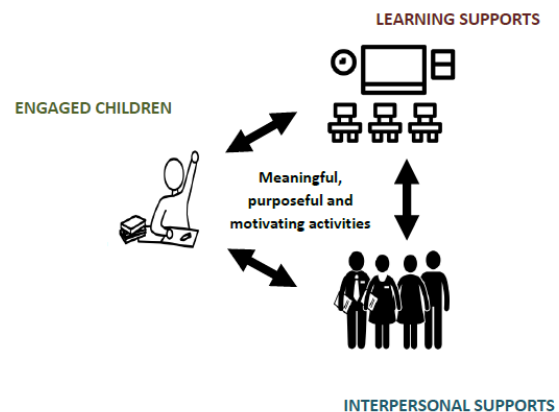 LEARNING SUPPORTS
ENGAGED CHILDREN
Meaningful,
purposeful and
motivating activities
INTERPERSONAL SUPPORTS